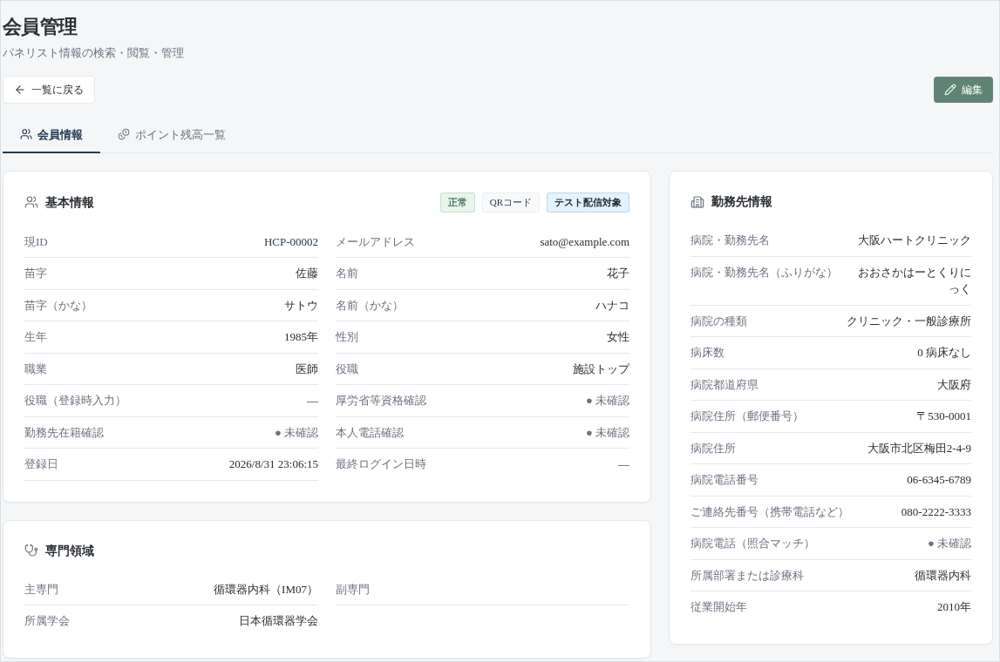 会員管理
パネリスト情報の検索・閲覧・管理
一覧に戻る
編集
会員情報
ポイント残高一覧
基本情報
正常
QRコード
テスト配信対象
現ID HCP-00002
メールアドレス sato@example.com
苗字 佐藤
名前 花子
苗字（かな） サトウ
名前（かな） ハナコ
生年 1985年
性別 女性
職業 医師
役職 施設トップ
役職（登録時入力） —
厚労省等資格確認 ● 未確認
勤務先在籍確認 ● 未確認
本人電話確認 ● 未確認
登録日 2026/8/31 23:06:15
最終ログイン日時 —
専門領域
主専門 循環器内科（IM07）
副専門
所属学会 日本循環器学会
勤務先情報
病院・勤務先名 大阪ハートクリニック
病院・勤務先名（ふりがな） おおさかはーとくりに
っく
病院の種類 クリニック・一般診療所
病床数 0 病床なし
病院都道府県 大阪府
病院住所（郵便番号） 〒530-0001
病院住所 大阪市北区梅田2-4-9
病院電話番号 06-6345-6789
ご連絡先番号（携帯電話など） 080-2222-3333
病院電話（照合マッチ） ● 未確認
所属部署または診療科 循環器内科
従業開始年 2010年